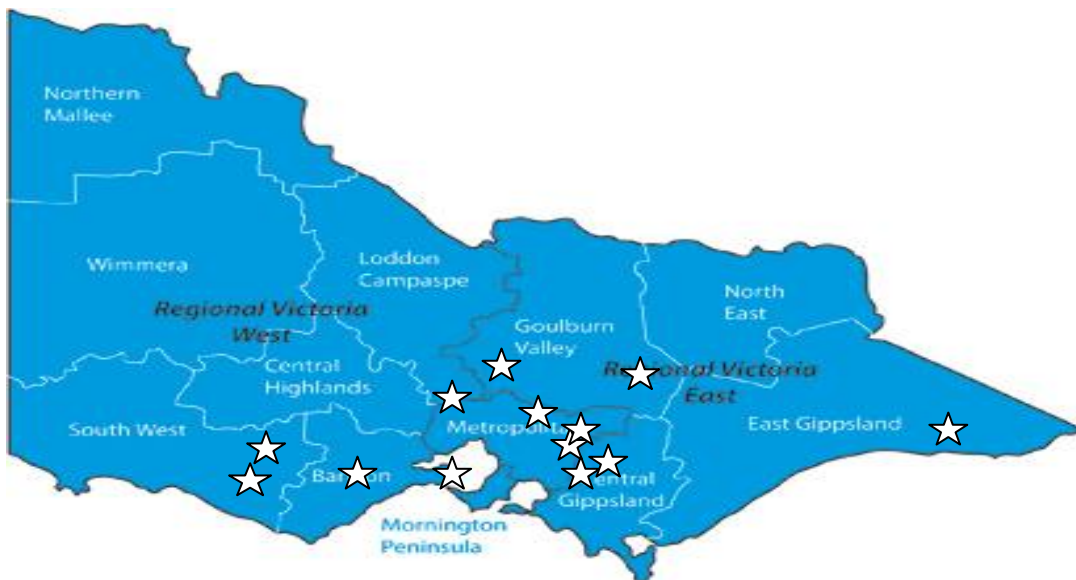 Northern
Mallee
Wimmera
Loddon
Campaspe
Regional Victoria
West
North
East
Goulburn
Valley
Central
Highlands
Regional Victoria
East
South West
Metropolitan
East Gippsland
Barwon
Central
Gippsland
Mornington
Peninsula